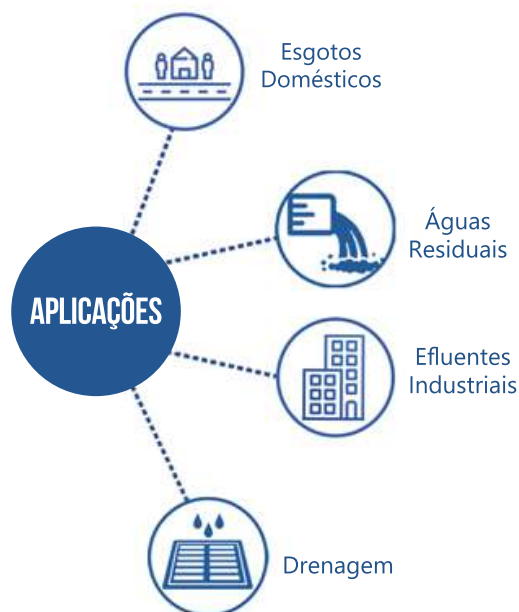 Esgotos
Domésticos
Águas
Residuais
APLICAÇÕES
Efluentes
Industriais
Drenagem